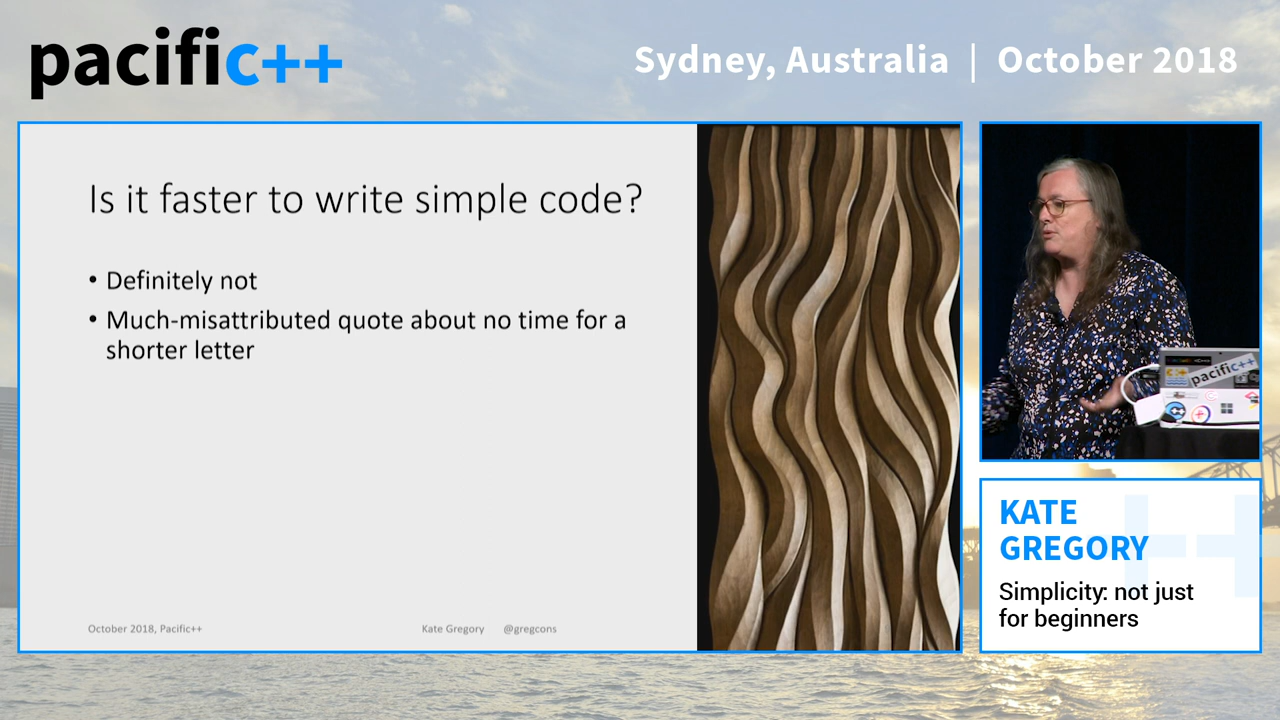 pacific++
Sydney, Australia | October 2018
Is it faster to write simple code?
• Definitely not
• Much-misattributed quote about no time for a
shorter letter
October 2018, Pacific++
Kate Gregory
@gregcons
pacific++
KATE
GREGORY
Simplicity: not just
for beginners